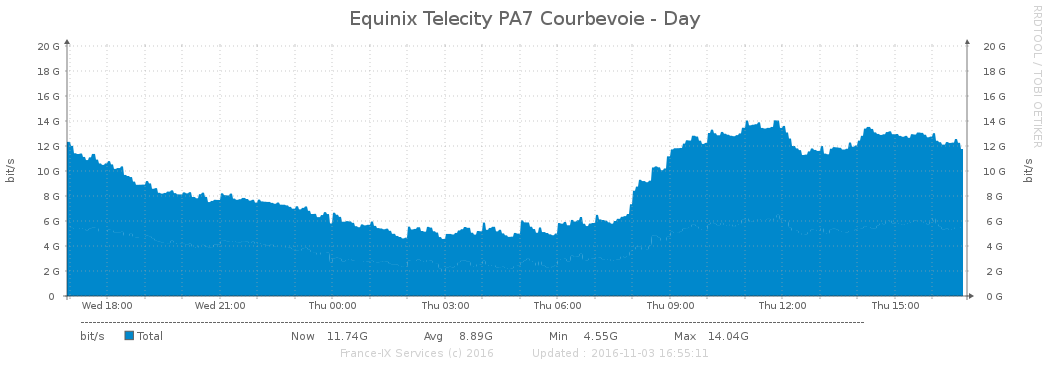 Equinix Telecity PA7 Courbevoie - Day
RRDTOOL / TOBI OETIKER
20 G 20 G
18 G 18 G
16 G 16 G
14 G 14 G
12 G 12 G
10 G 10 G
8 G 8 G
6 G 6 G
4 G 4 G
2 G 2 G
0 0 G
bit/s bit/s
Wed 18:00 Wed 21:00 Thu 00:00 Thu 03:00 Thu 06:00 Thu 09:00 Thu 12:00 Thu 15:00
bit/s Total Now 11.74G Avg 8.89G Min 4.55G Max 14.04G
France-IX Services (c) 2016 Updated : 2016-11-03 16:55:11